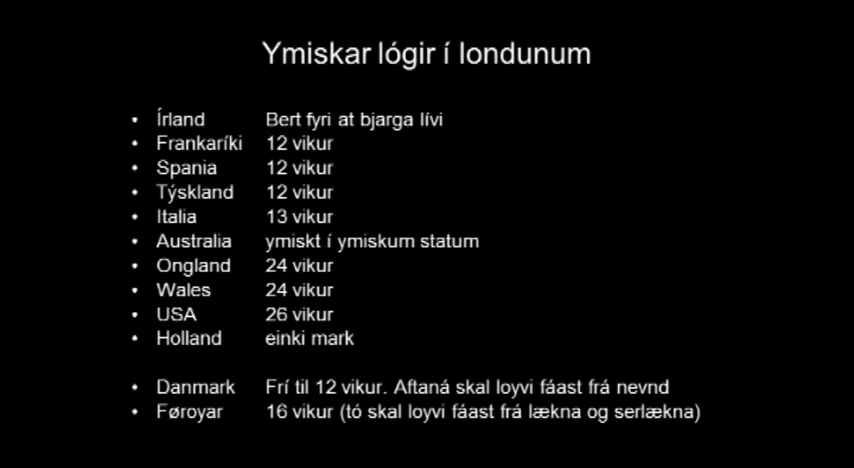 Ymiskar lógir í londunum
• Írland Bert fyri at bjarga lívi
• Frankaríki 12 vikur
• Spania 12 vikur
• Týskland 12 vikur
• Italia 13 vikur
• Australia ymiskt í ymiskum statum
• Ongland 24 vikur
• Wales 24 vikur
• USA 26 vikur
• Holland einki mark
• Danmark Frí til 12 vikur. Aftaná skal loyvi fáast frá nevnd
• Føroyar 16 vikur (tó skal loyvi fáast frá lækna og serlækna)